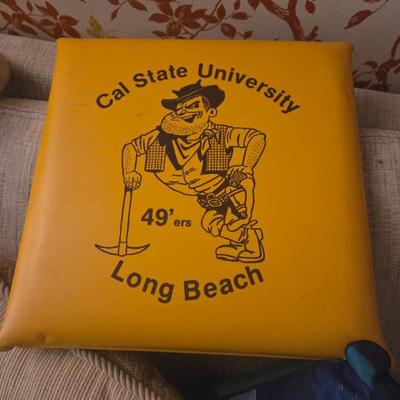 Cal State University
49'ers
Long Beach